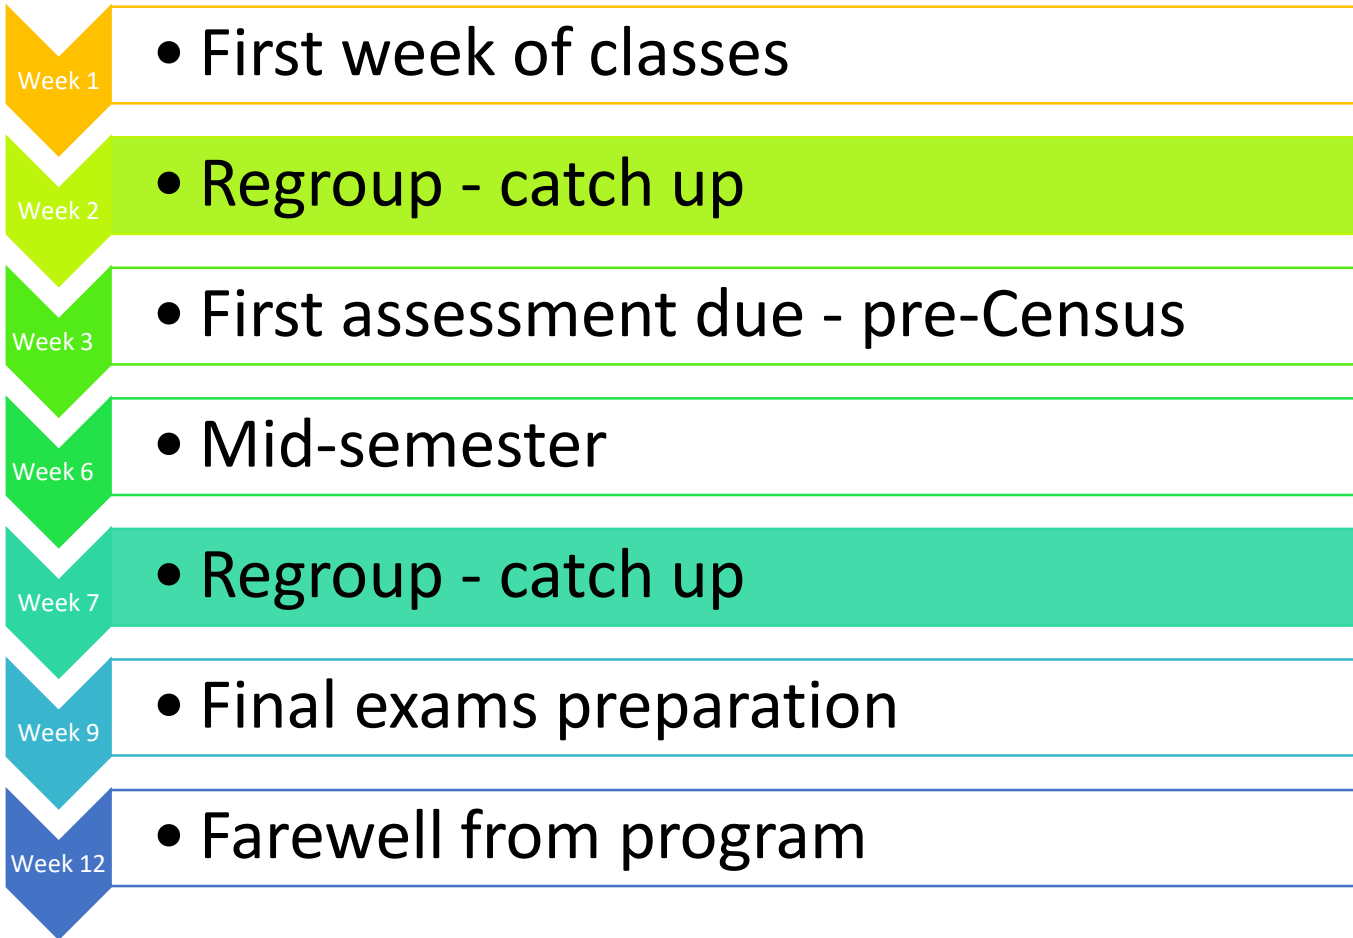 Week 1
• First week of classes
Week 2
• Regroup - catch up
Week 3
• First assessment due - pre-Census
Week 6
• Mid-semester
Week 7
• Regroup - catch up
Week 9
• Final exams preparation
Week 12
• Farewell from program